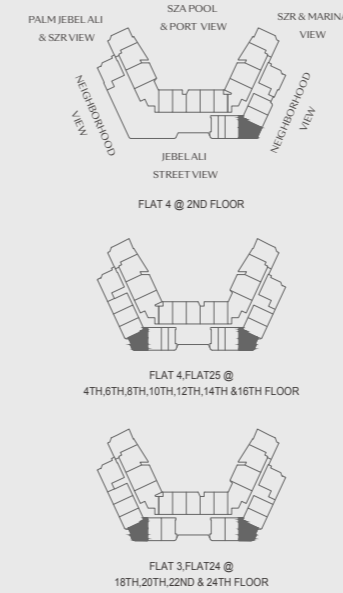 PALM JEBEL ALI
& SZR VIEW
SZA POOL
& PORT VIEW
SZR & MARINA
VIEW
NEIGHBORHOOD
VIEW
NEIGHBORHOOD
VIEW
JEBEL ALI
STREET VIEW
FLAT 4 @ 2ND FLOOR
FLAT 4,FLAT25 @
4TH,6TH,8TH,10TH,12TH,14TH &16TH FLOOR
FLAT 3,FLAT24 @
18TH,20TH,22ND & 24TH FLOOR